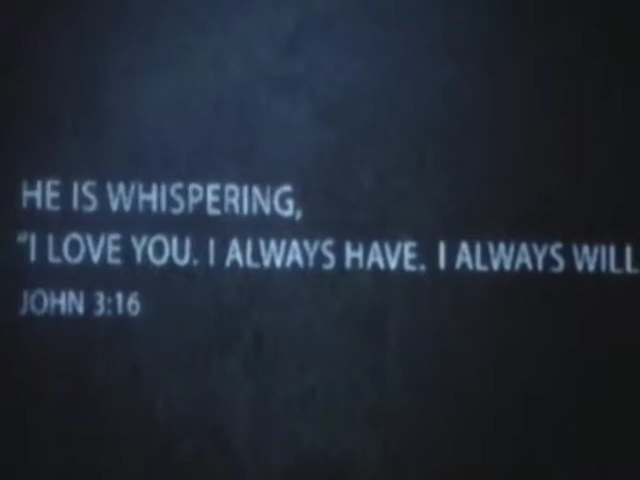 HE IS WHISPERING,
"I LOVE YOU. I ALWAYS HAVE. I ALWAYS WILL
JOHN 3:16